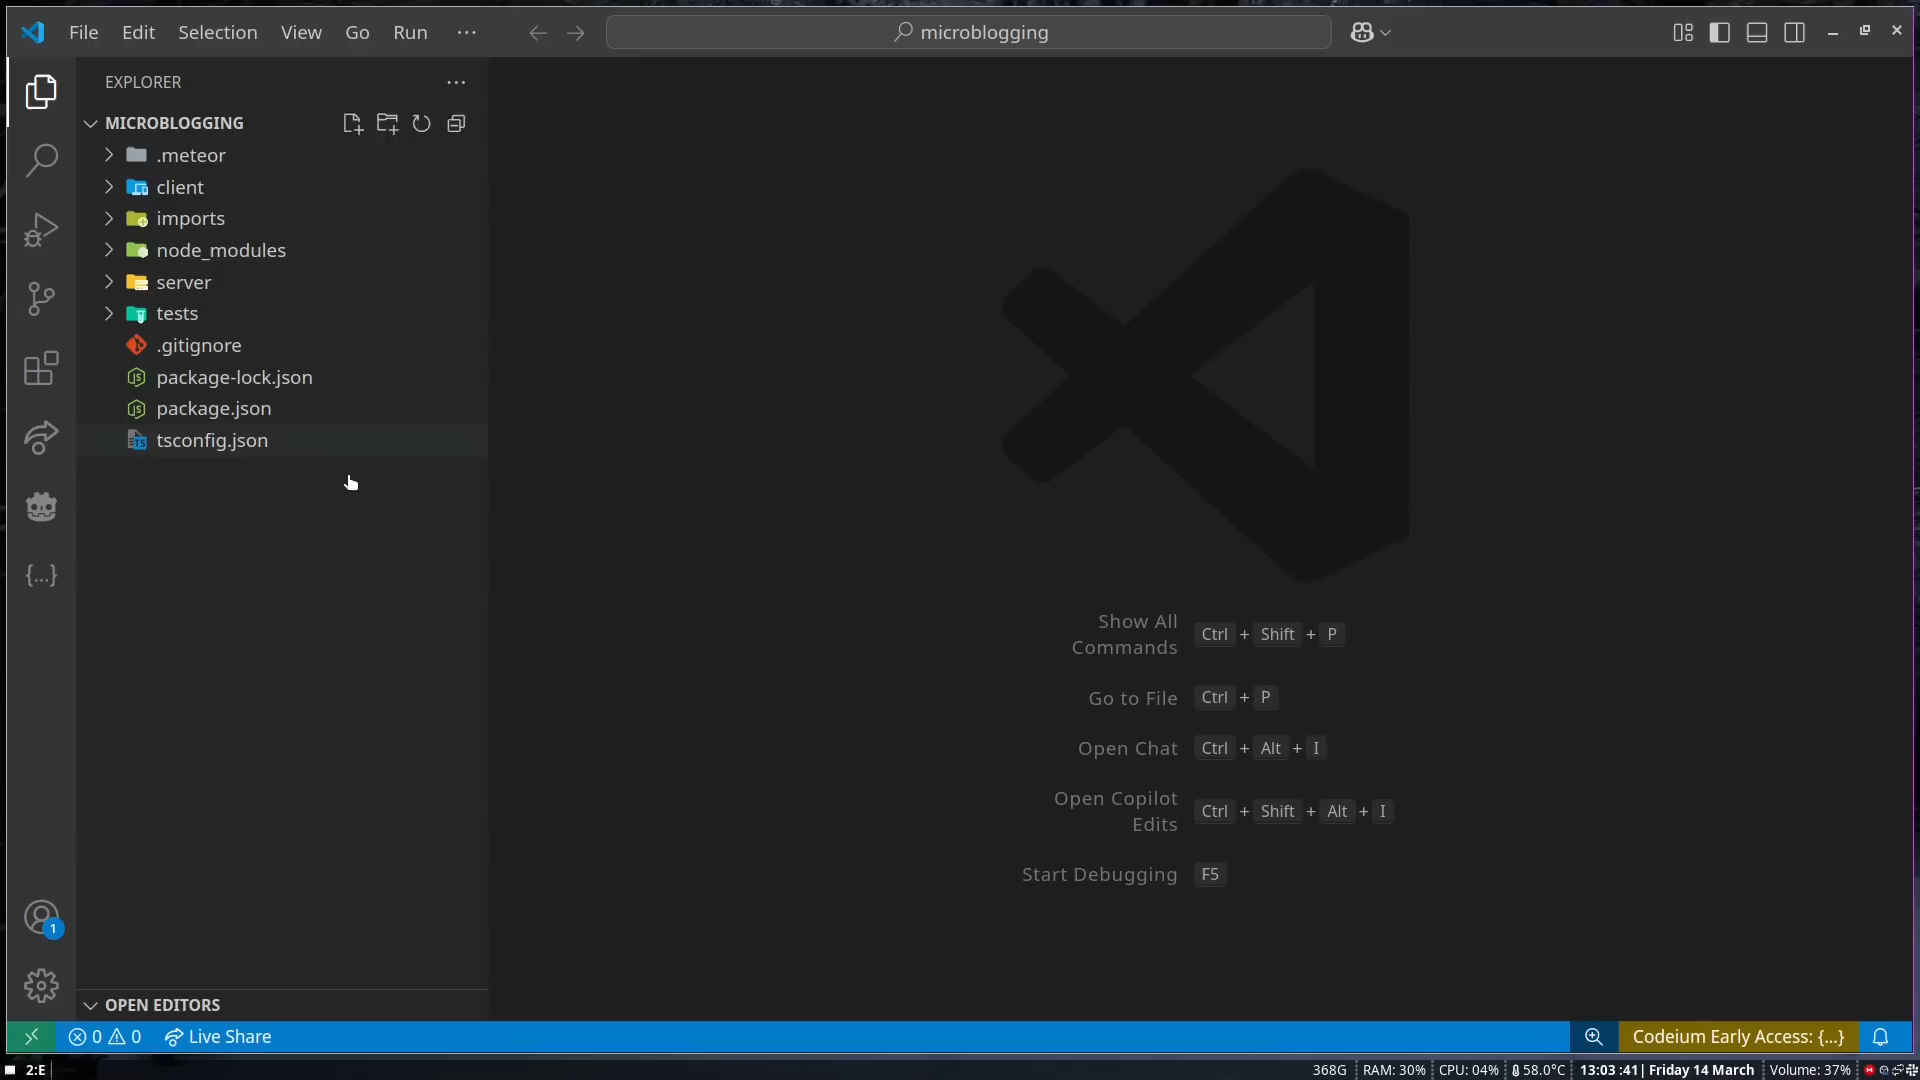 File Edit Selection View Go Run ...
microblogging
EXPLORER
MICROBLOGGING
.meteor
client
imports
node_modules
server
tests
.gitignore
package-lock.json
package.json
tsconfig.json
OPEN EDITORS
Show All
Commands
Ctrl + Shift + P
Go to File
Ctrl + P
Open Chat
Ctrl + Alt + I
Open Copilot
Edits
Ctrl + Shift + Alt + I
Start Debugging
F5
{...}
1
0 0 Live Share
Codeium Early Access: {...}
2:E
368G RAM: 30% CPU: 04% 58.0°C 13:03 :41| Friday 14 March Volume: 37%